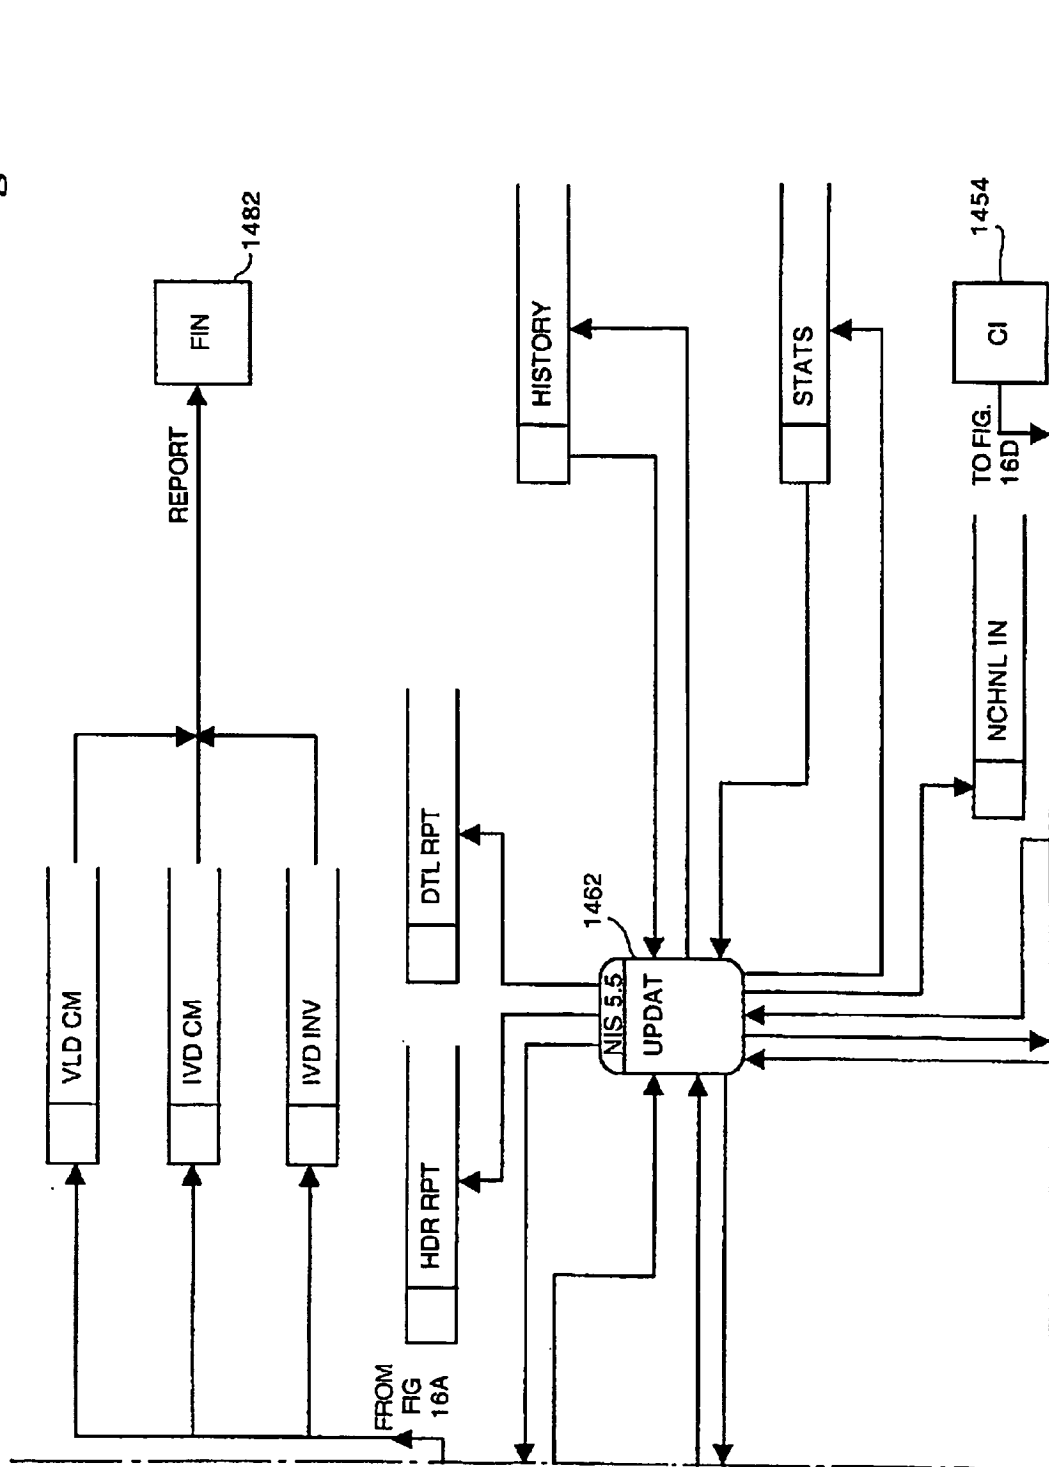 1482
FIN
REPORT
VLD CM
IVD CM
IVD INV
FROM
FIG
16A
HDR RPT
DTL RPT
HISTORY
STATS
1462
NIS 5.5
UPDAT
NCHNL IN
TO FIG.
16D
CI
1454